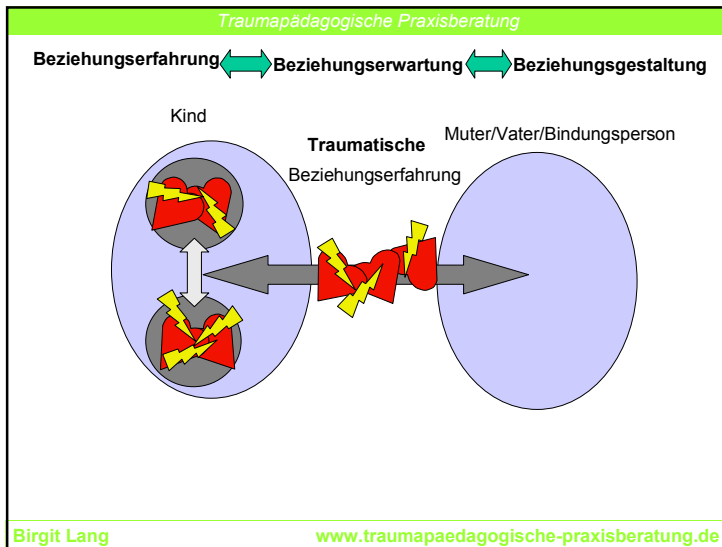 Traumapädagogische Praxisberatung
Beziehungserfahrung Beziehungserwartung Beziehungsgestaltung
Kind
Muter/Vater/Bindungsperson
Traumatische
Beziehungserfahrung
Birgit Lang www.traumapaedagogische-praxisberatung.de